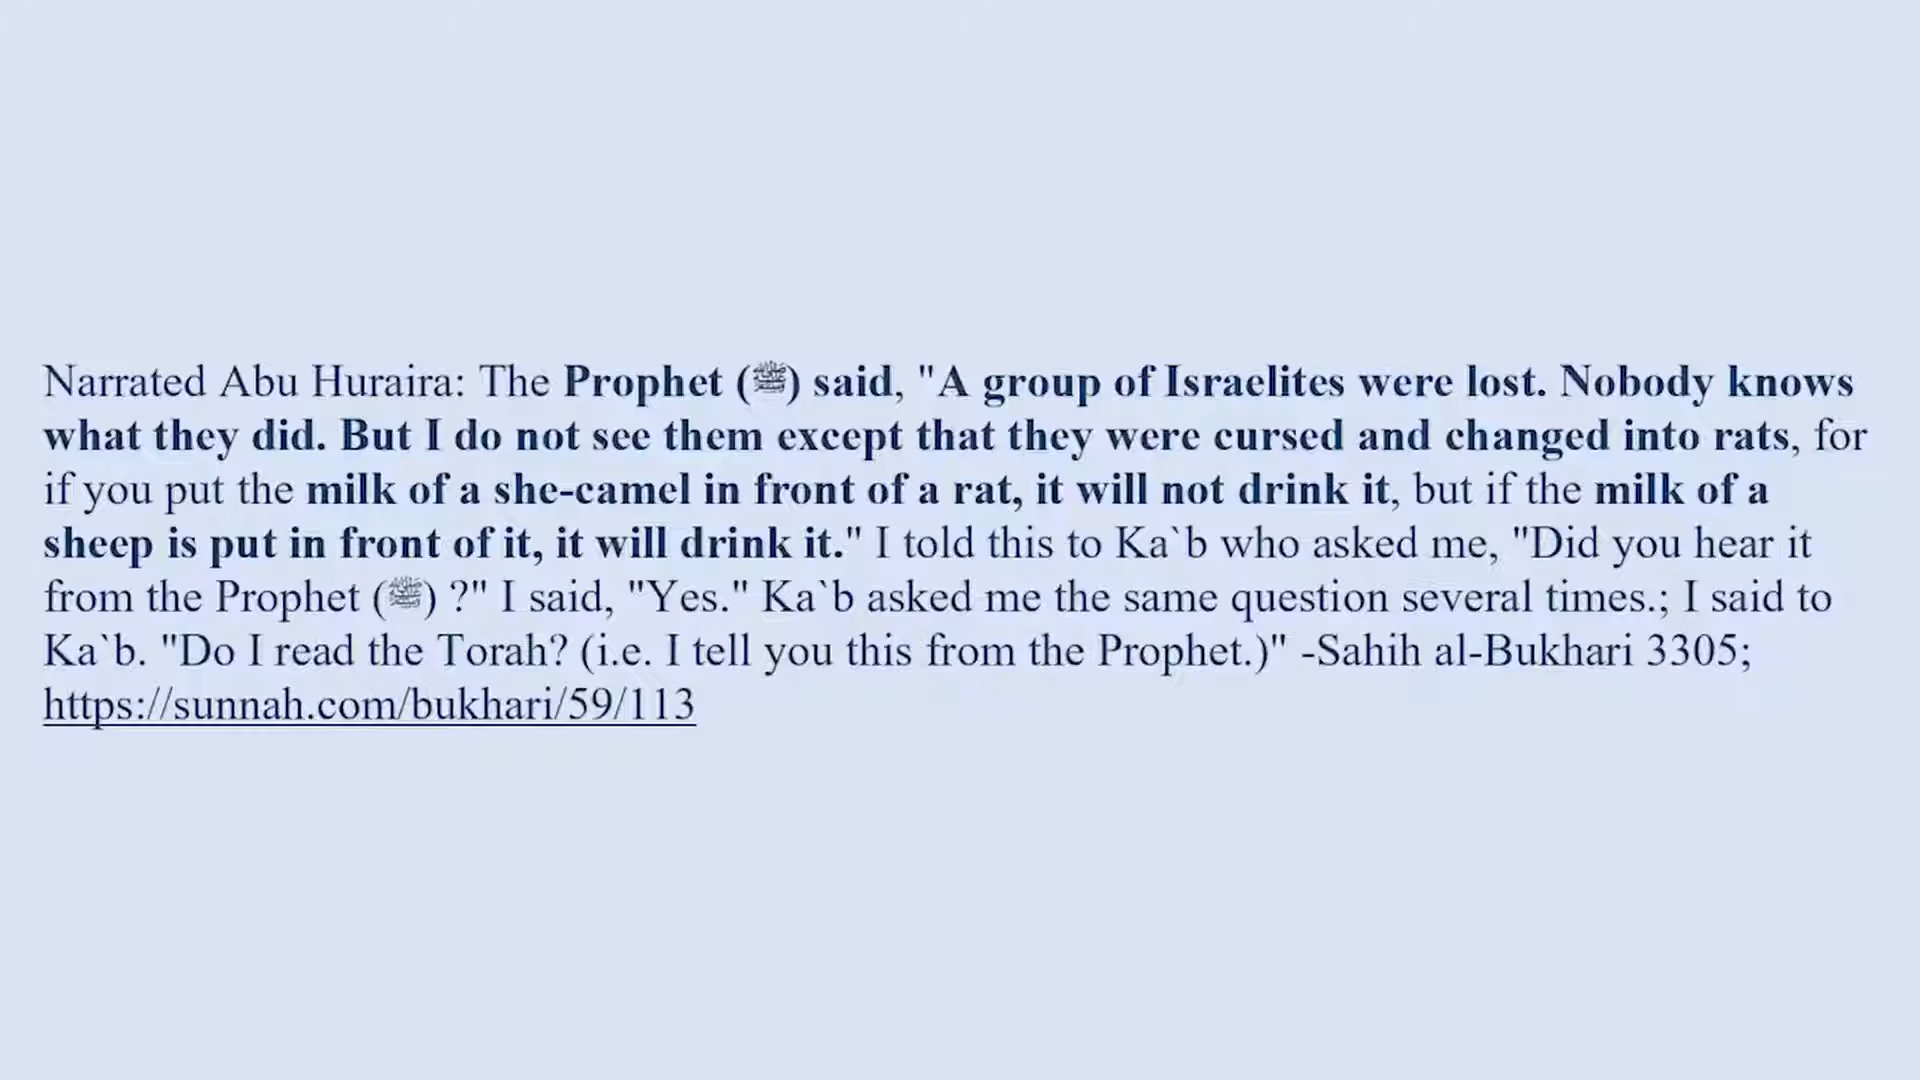 Narrated Abu Huraira: The Prophet (ﷺ) said, "A group of Israelites were lost. Nobody knows
what they did. But I do not see them except that they were cursed and changed into rats, for
if you put the milk of a she-camel in front of a rat, it will not drink it, but if the milk of a
sheep is put in front of it, it will drink it." I told this to Ka`b who asked me, "Did you hear it
from the Prophet (ﷺ) ?" I said, "Yes." Ka`b asked me the same question several times.; I said to
Ka`b. "Do I read the Torah? (i.e. I tell you this from the Prophet.)" -Sahih al-Bukhari 3305;
https://sunnah.com/bukhari/59/113